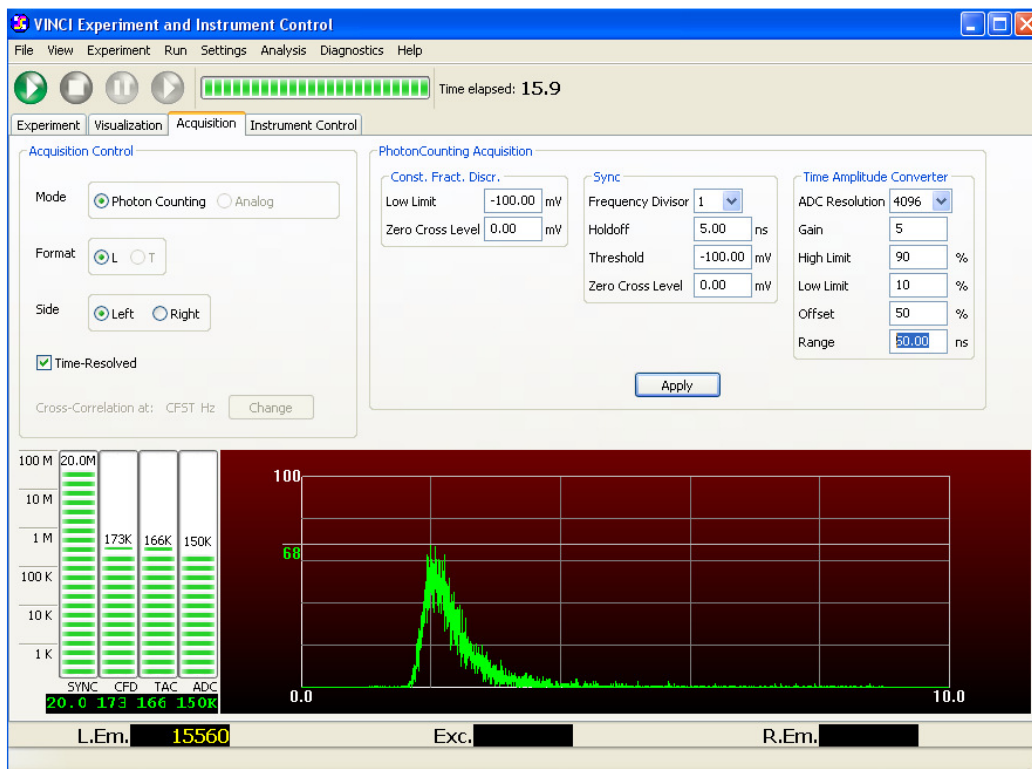 VINCI Experiment and Instrument Control
File View Experiment Run Settings Analysis Diagnostics Help
Time elapsed: 15.9
Experiment Visualization Acquisition Instrument Control
Acquisition Control
Mode Photon Counting Analog
Format L T
Side Left Right
Time-Resolved
Cross-Correlation at: CFST Hz Change
PhotonCounting Acquisition
Const. Fract. Discr.
Low Limit -100.00 mV
Zero Cross Level 0.00 mV
Sync
Frequency Divisor 1
Holdoff 5.00 ns
Threshold -100.00 mV
Zero Cross Level 0.00 mV
Time Amplitude Converter
ADC Resolution 4096
Gain 5
High Limit 90 %
Low Limit 10 %
Offset 50 %
Range 50.00 ns
Apply
100 M 20.0M
10 M
1 M 173K 166K 150K
100 K
10 K
1 K
SYNC CFD TAC ADC
20.0 173 166 150K
100
68
0.0 10.0
L.Em. 15560 Exc. R.Em.